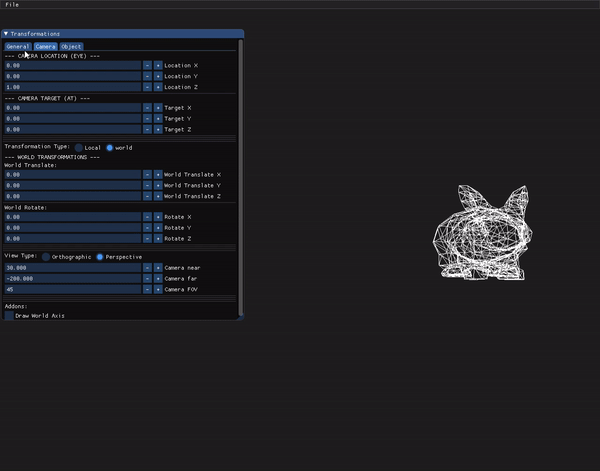 File
▼ Transformations
General Camera Object
--- CAMERA LOCATION (EYE) ---
0.00 - + Location X
0.00 - + Location Y
1.00 - + Location Z
--- CAMERA TARGET (AT) ---
0.00 - + Target X
0.00 - + Target Y
0.00 - + Target Z
Transformation Type: Local world
--- WORLD TRANSFORMATIONS ---
World Translate:
0.00 - + World Translate X
0.00 - + World Translate Y
0.00 - + World Translate Z
World Rotate:
0.00 - + Rotate X
0.00 - + Rotate Y
0.00 - + Rotate Z
View Type: Orthographic Perspective
30.000 - + Camera near
-200.000 - + Camera far
45 - + Camera FOV
Addons:
Draw World Axis